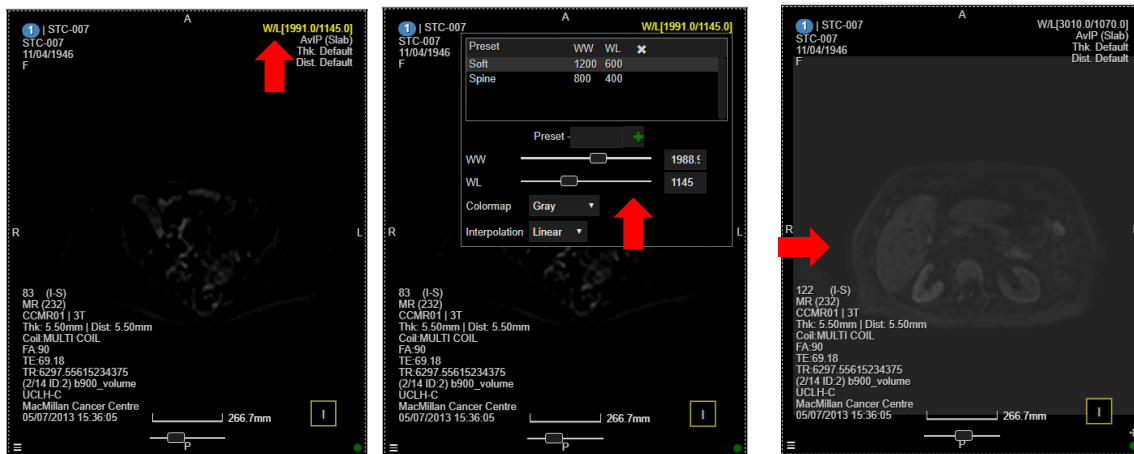 A
1 | STC-007
W/L[1991.0/1145.0]
STC-007
AvIP (Slab)
11/04/1946
Thk. Default
F
Dist. Default
R
L
83 (I-S)
MR (232)
CCMR01 | 3T
Thk: 5.50mm | Dist: 5.50mm
Coil:MULTI COIL
FA:90
TE:69.18
TR:6297.55615234375
(2/14 ID:2) b900_volume
UCLH-C
MacMillan Cancer Centre
05/07/2013 15:36:05
266.7mm
I
P
A
1 | STC-007
W/L[1991.0/1145.0]
STC-007
11/04/1946
F
Preset WW WL ✖
Soft 1200 600
Spine 800 400
Preset -
WW 1988.9
WL 1145
Colormap Gray
Interpolation Linear
R
83 (I-S)
MR (232)
CCMR01 | 3T
Thk: 5.50mm | Dist: 5.50mm
Coil:MULTI COIL
FA:90
TE:69.18
TR:6297.55615234375
(2/14 ID:2) b900_volume
UCLH-C
MacMillan Cancer Centre
05/07/2013 15:36:05
266.7mm
I
P
A
1 | STC-007
W/L[3010.0/1070.0]
STC-007
AvIP (Slab)
11/04/1946
Thk. Default
F
Dist. Default
R
122 (I-S)
MR (232)
CCMR01 | 3T
Thk: 5.50mm | Dist: 5.50mm
Coil:MULTI COIL
FA:90
TE:69.18
TR:6297.55615234375
(2/14 ID:2) b900_volume
UCLH-C
MacMillan Cancer Centre
05/07/2013 15:36:05
266.7mm
I
P